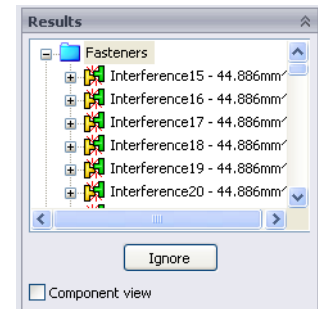 Results
Fasteners
Interference15 - 44.886mm^
Interference16 - 44.886mm^
Interference17 - 44.886mm^
Interference18 - 44.886mm^
Interference19 - 44.886mm^
Interference20 - 44.886mm^
Ignore
Component view